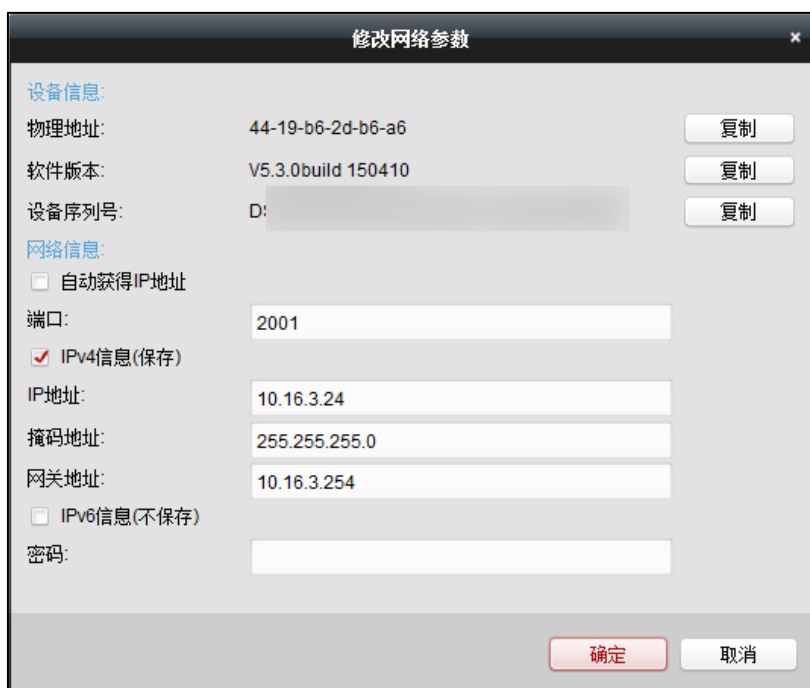 修改网络参数
×
设备信息:
物理地址: 44-19-b6-2d-b6-a6 复制
软件版本: V5.3.0build 150410 复制
设备序列号: 复制
网络信息:
自动获得IP地址
端口: 2001
IPv4信息(保存)
IP地址: 10.16.3.24
掩码地址: 255.255.255.0
网关地址: 10.16.3.254
IPv6信息(不保存)
密码:
确定 取消